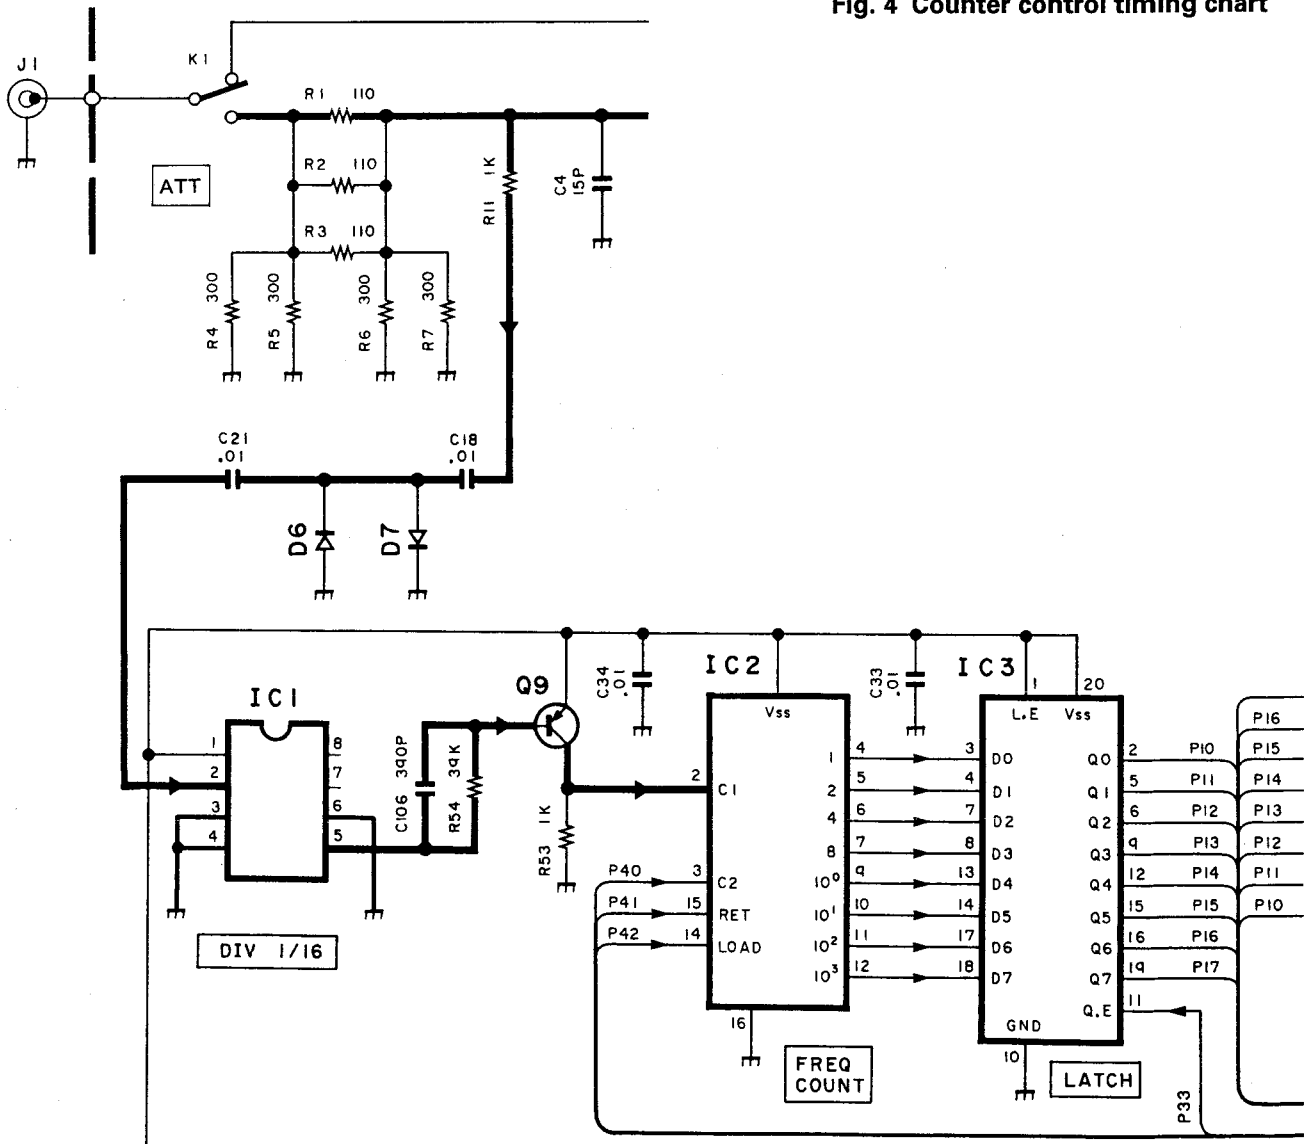 Fig. 4 Counter control timing chart
J1
K1
R1 110
R2 110
R3 110
ATT
R4 300
R5 300
R6 300
R7 300
R11 1K
C4 15P
C21
.01
C18
.01
D6
D7
IC1
1
2
3
4
8
7
6
5
DIV 1/16
C106 390P
R54 39K
Q9
R53 1K
C34 .01
IC2
Vss
2 C1
3 C2
15 RET
14 LOAD
P40
P41
P42
1 4
2 5
4 6
8 7
10⁰ 9
10¹ 10
10² 11
10³ 12
16
FREQ
COUNT
C33 .01
IC3
1 20
L.E Vss
3 D0
4 D1
7 D2
8 D3
13 D4
14 D5
17 D6
18 D7
Q0 2 P10
Q1 5 P11
Q2 6 P12
Q3 9 P13
Q4 12 P14
Q5 15 P15
Q6 16 P16
Q7 19 P17
Q.E 11
GND
10
LATCH
P33
P16
P15
P14
P13
P12
P11
P10